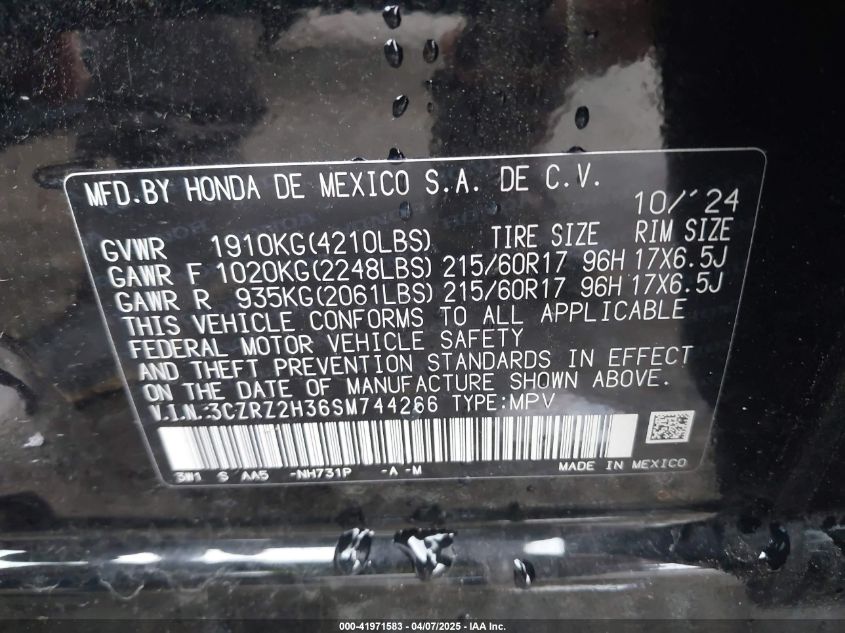 MFD.BY HONDA DE MEXICO S.A. DE C.V.
10/'24
GVWR 1910KG(4210LBS) TIRE SIZE RIM SIZE
GAWR F 1020KG(2248LBS) 215/60R17 96H 17X6.5J
GAWR R 935KG(2061LBS) 215/60R17 96H 17X6.5J
THIS VEHICLE CONFORMS TO ALL APPLICABLE
FEDERAL MOTOR VEHICLE SAFETY
AND THEFT PREVENTION STANDARDS IN EFFECT
ON THE DATE OF MANUFACTURE SHOWN ABOVE.
V.I.N.:3CZRZ2H36SM744266 TYPE:MPV
3W1 S AA5 -NH731P -A -M MADE IN MEXICO
000-41971583 - 04/07/2025 - © IAA Inc.